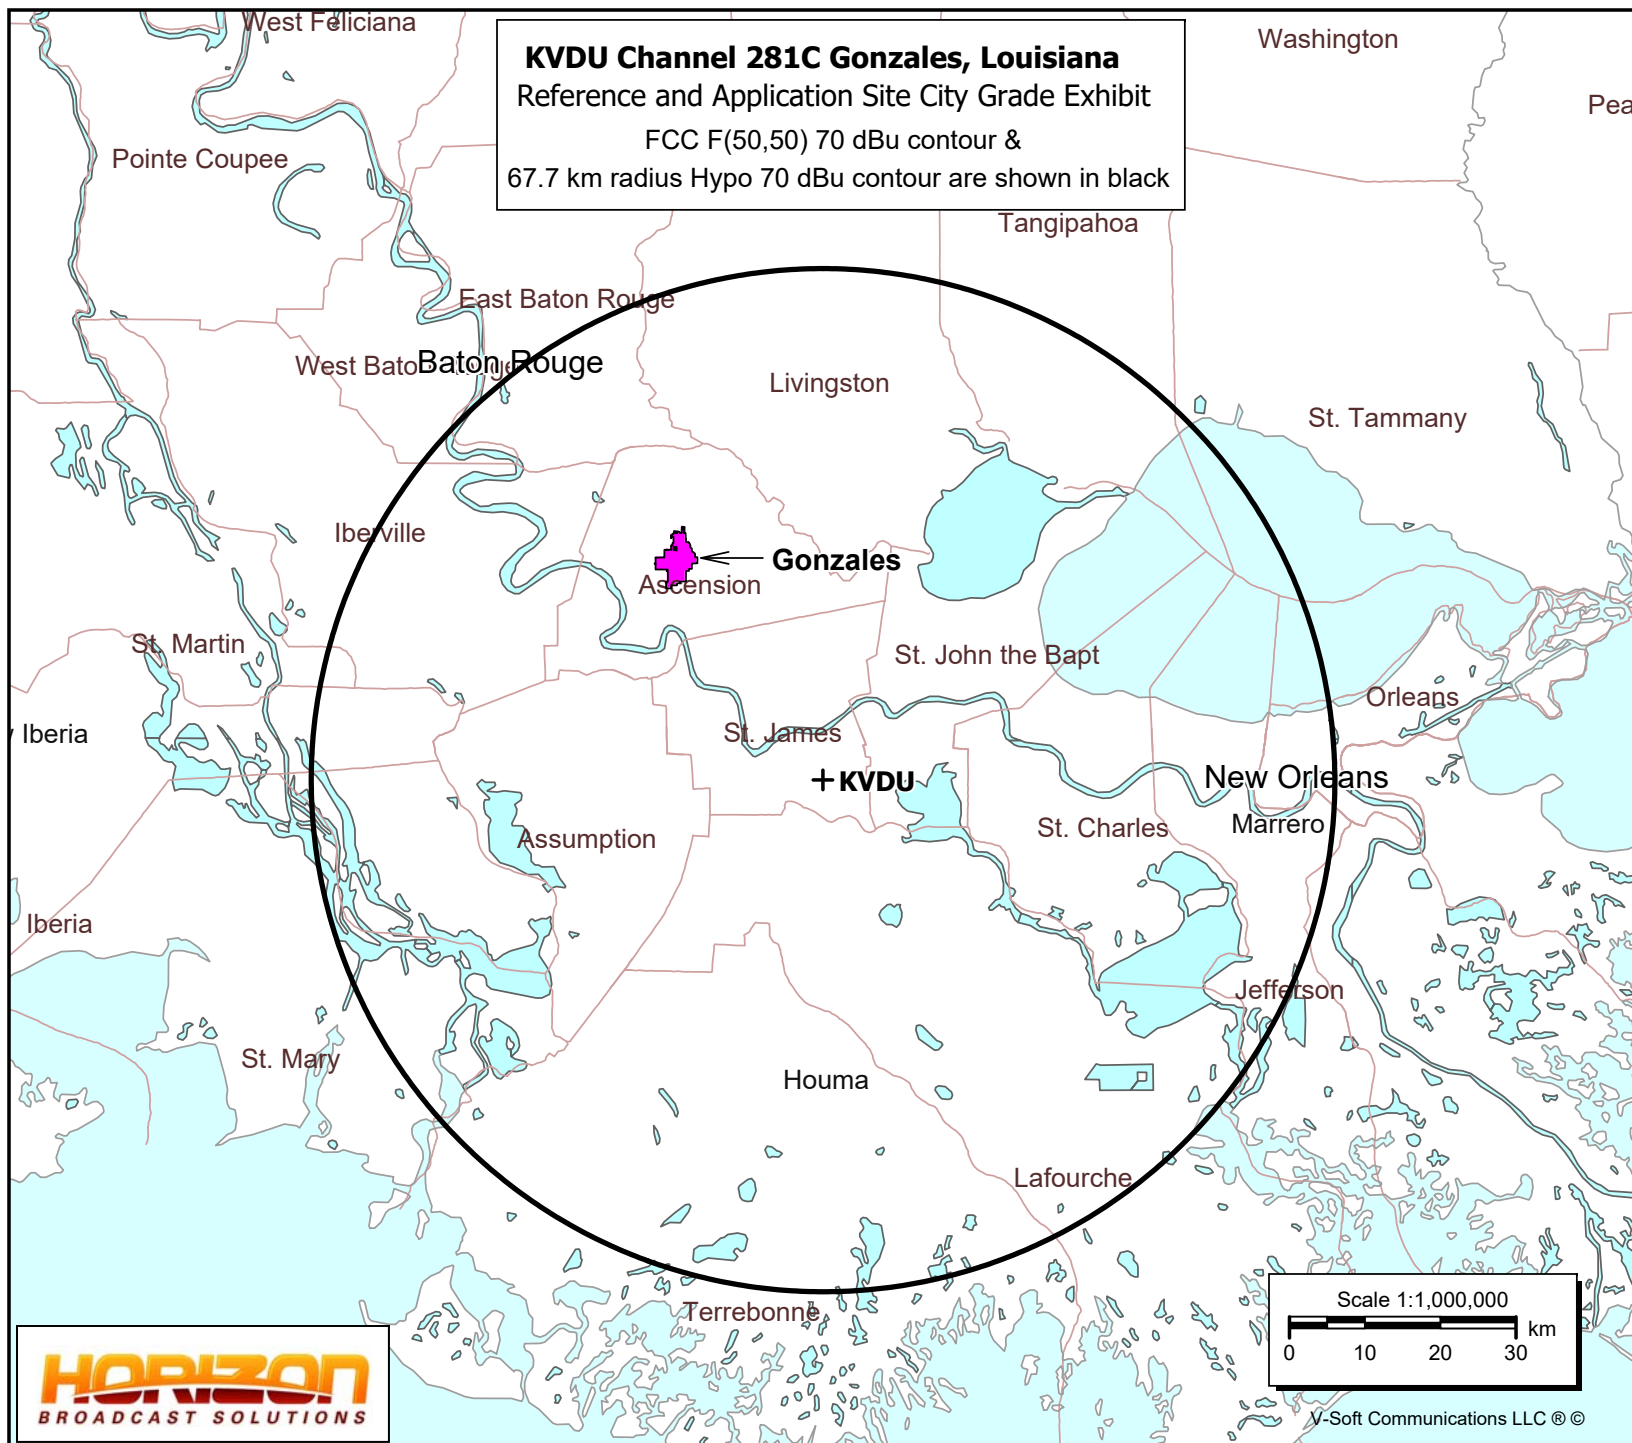 West Feliciana
KVDU Channel 281C Gonzales, Louisiana
Reference and Application Site City Grade Exhibit
FCC F(50,50) 70 dBu contour &
67.7 km radius Hypo 70 dBu contour are shown in black
Washington
Pea
Pointe Coupee
Tangipahoa
East Baton Rouge
West Baton Rouge
Baton Rouge
Livingston
St. Tammany
Iberville
Gonzales
Ascension
St. Martin
St. John the Bapt
Orleans
Iberia
St. James
KVDU
New Orleans
Marrero
St. Charles
Assumption
Iberia
Jefferson
St. Mary
Houma
Lafourche
Terrebonne
Scale 1:1,000,000
km
0 10 20 30
HORIZON
BROADCAST SOLUTIONS
V-Soft Communications LLC ® ©